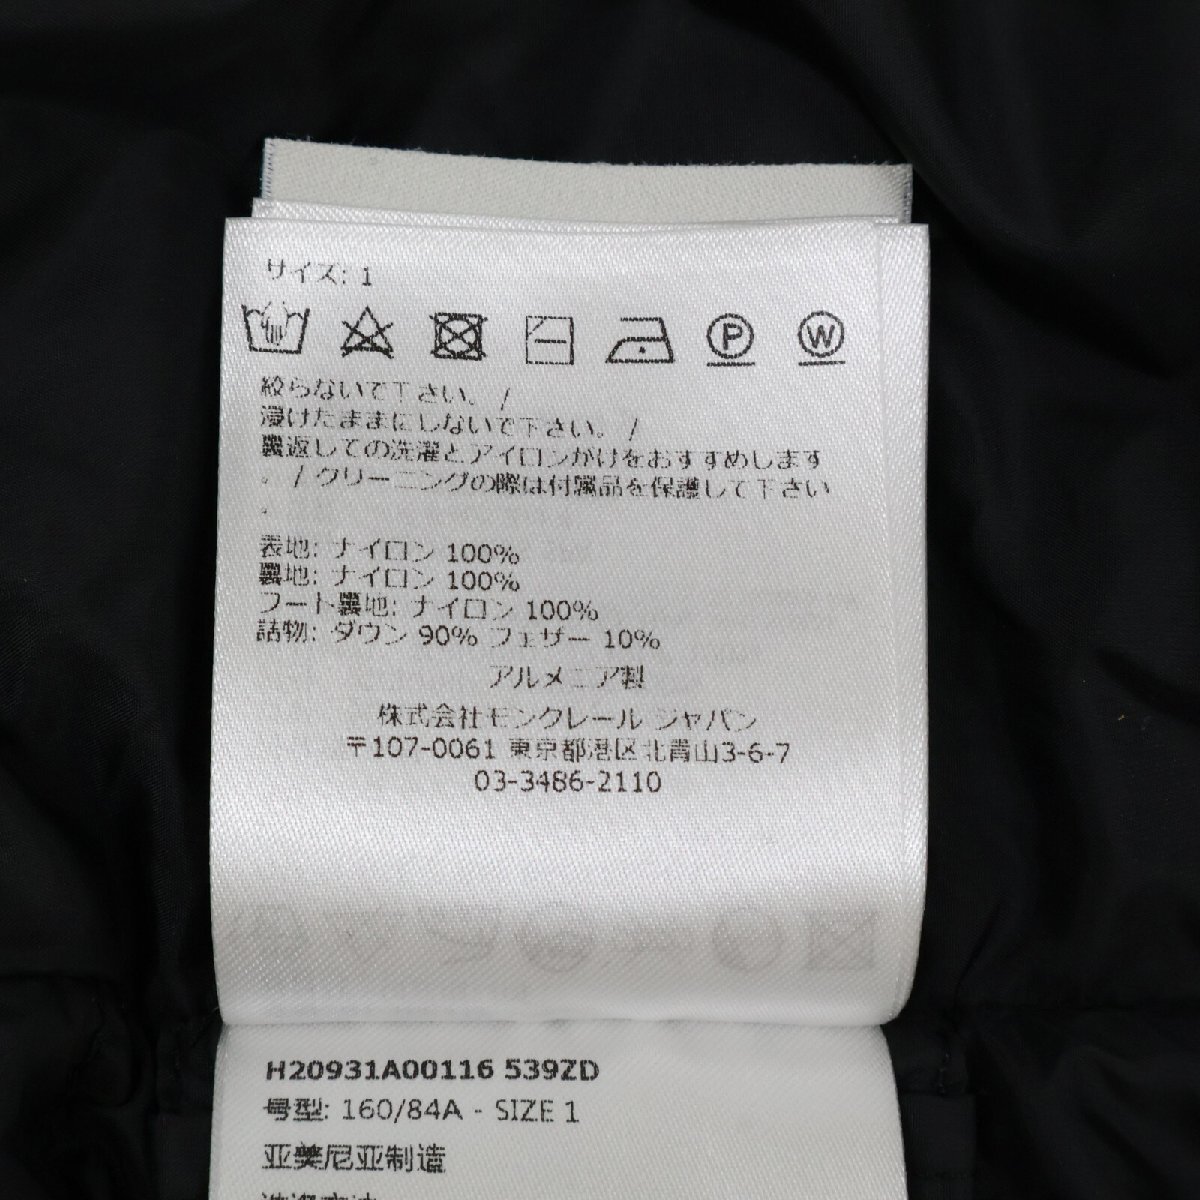 サイズ: 1
P W
絞らないで下さい。 /
浸けたままにしないで下さい。 /
裏返しての洗濯とアイロンかけをおすすめします
。 / クリーニングの際は付属品を保護して下さい
。
表地: ナイロン 100%
裏地: ナイロン 100%
フード裏地: ナイロン 100%
詰物: ダウン 90% フェザー 10%
アルメニア製
株式会社モンクレール ジャパン
〒107-0061 東京都港区北青山3-6-7
03-3486-2110
H20931A00116 539ZD
号型: 160/84A - SIZE 1
亚美尼亚制造